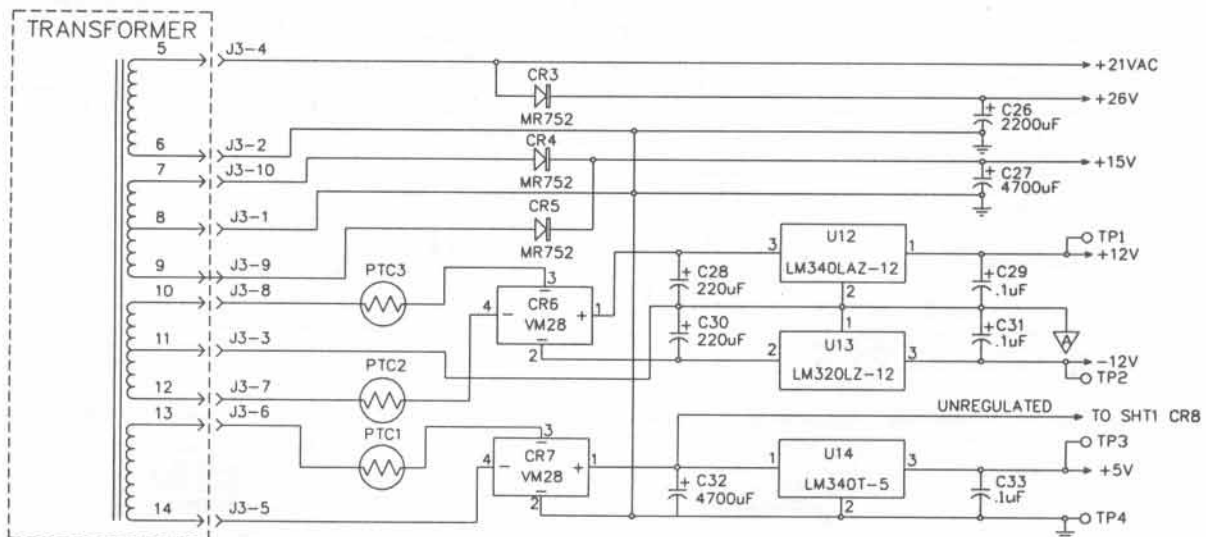 TRANSFORMER
5 J3-4
+21VAC
CR3
MR752
+26V
+ C26
2200uF
6 J3-2
CR4
7 J3-10
MR752
+15V
+ C27
4700uF
8 J3-1
CR5
MR752
9 J3-9
PTC3
10 J3-8
3
4 - CR6 + 1
VM28
2
+ C28
220uF
+ C30
220uF
3 U12 1
LM340LAZ-12
2
+ C29
.1uF
TP1
+12V
11 J3-3
1
2 U13 3
LM320LZ-12
+ C31
.1uF
A
-12V
TP2
12 J3-7
PTC2
13 J3-6
PTC1
UNREGULATED
TO SHT1 CR8
3
4 - CR7 + 1
VM28
2
+ C32
4700uF
1 U14 3
LM340T-5
2
+ C33
.1uF
TP3
+5V
14 J3-5
TP4